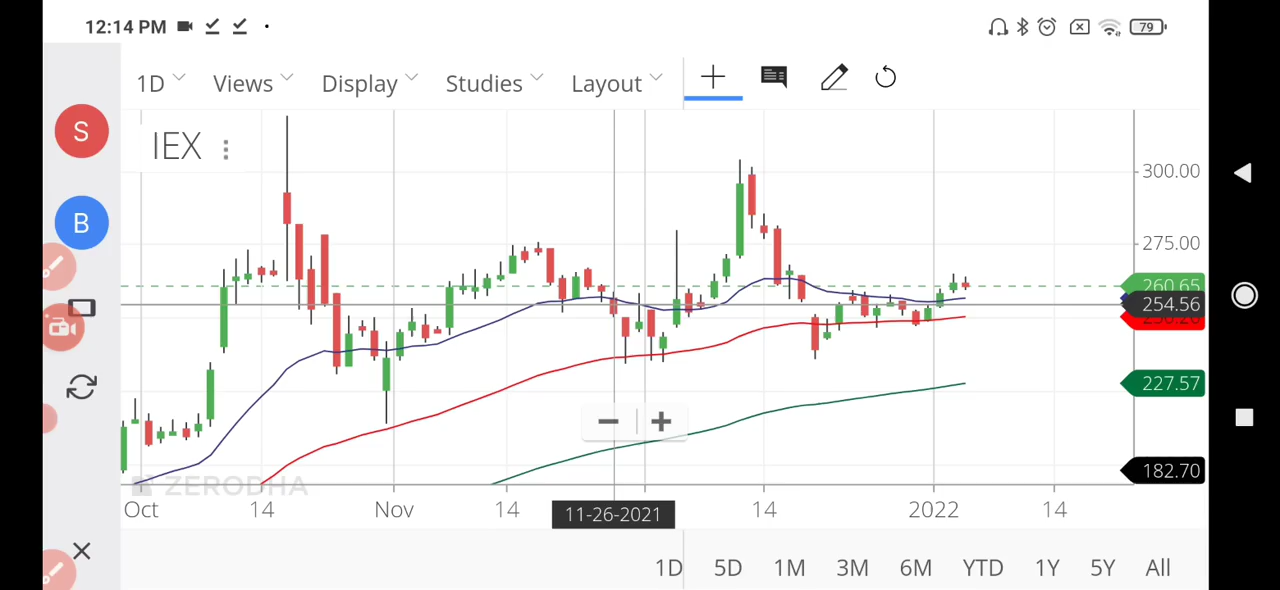 12:14 PM
79
1D Views Display Studies Layout
S
IEX
300.00
B
275.00
260.65
254.56
227.57
182.70
ZERODHA
Oct 14 Nov 14 11-26-2021 14 2022 14
1D 5D 1M 3M 6M YTD 1Y 5Y All